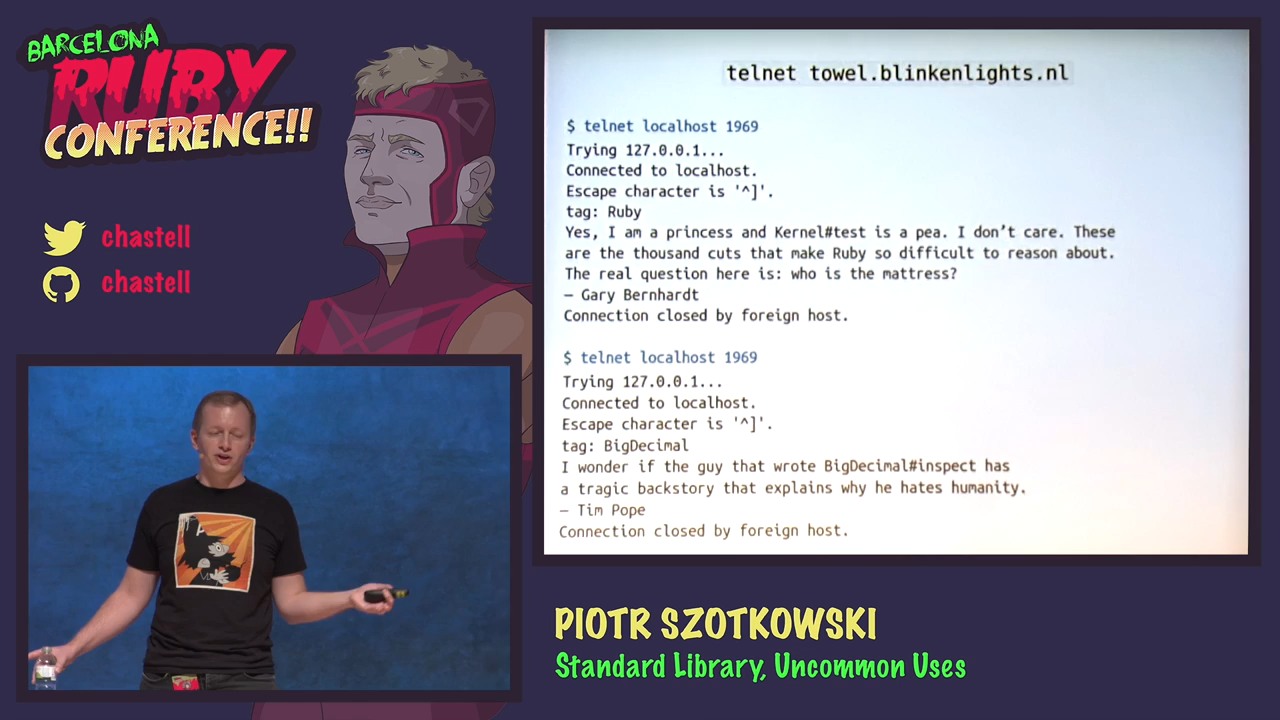 BARCELONA
RUBY
CONFERENCE!!
chastell
chastell
telnet towel.blinkenlights.nl
$ telnet localhost 1969
Trying 127.0.0.1...
Connected to localhost.
Escape character is '^]'.
tag: Ruby
Yes, I am a princess and Kernel#test is a pea. I don’t care. These
are the thousand cuts that make Ruby so difficult to reason about.
The real question here is: who is the mattress?
— Gary Bernhardt
Connection closed by foreign host.
$ telnet localhost 1969
Trying 127.0.0.1...
Connected to localhost.
Escape character is '^]'.
tag: BigDecimal
I wonder if the guy that wrote BigDecimal#inspect has
a tragic backstory that explains why he hates humanity.
— Tim Pope
Connection closed by foreign host.
PIOTR SZOTKOWSKI
Standard Library, Uncommon Uses